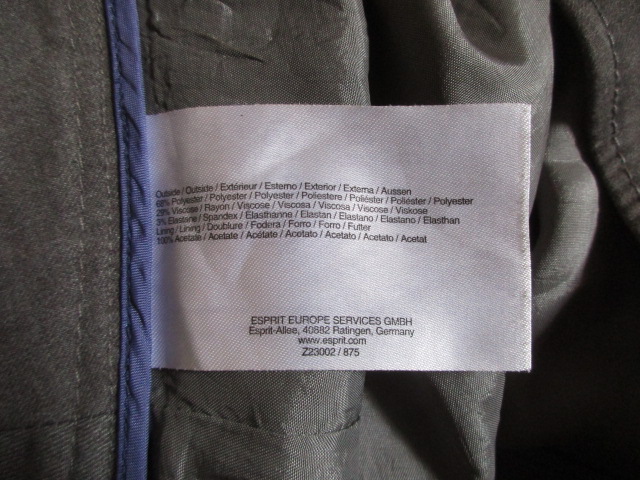 Outside / Outside / Extérieur / Esterno / Exterior / Externa / Aussen
68% Polyester / Polyester / Polyester / Poliestere / Poliéster / Poliéster / Polyester
29% Viscose / Rayon / Viscose / Viscosa / Viscosa / Viscose / Viskose
3% Elastane / Spandex / Elasthanne / Elastan / Elastano / Elastano / Elasthan
Lining / Lining / Doublure / Fodera / Forro / Forro / Futter
100% Acetate / Acetate / Acétate / Acetato / Acetato / Acetato / Acetat
ESPRIT EUROPE SERVICES GMBH
Esprit-Allee, 40882 Ratingen, Germany
www.esprit.com
Z23002 / 875